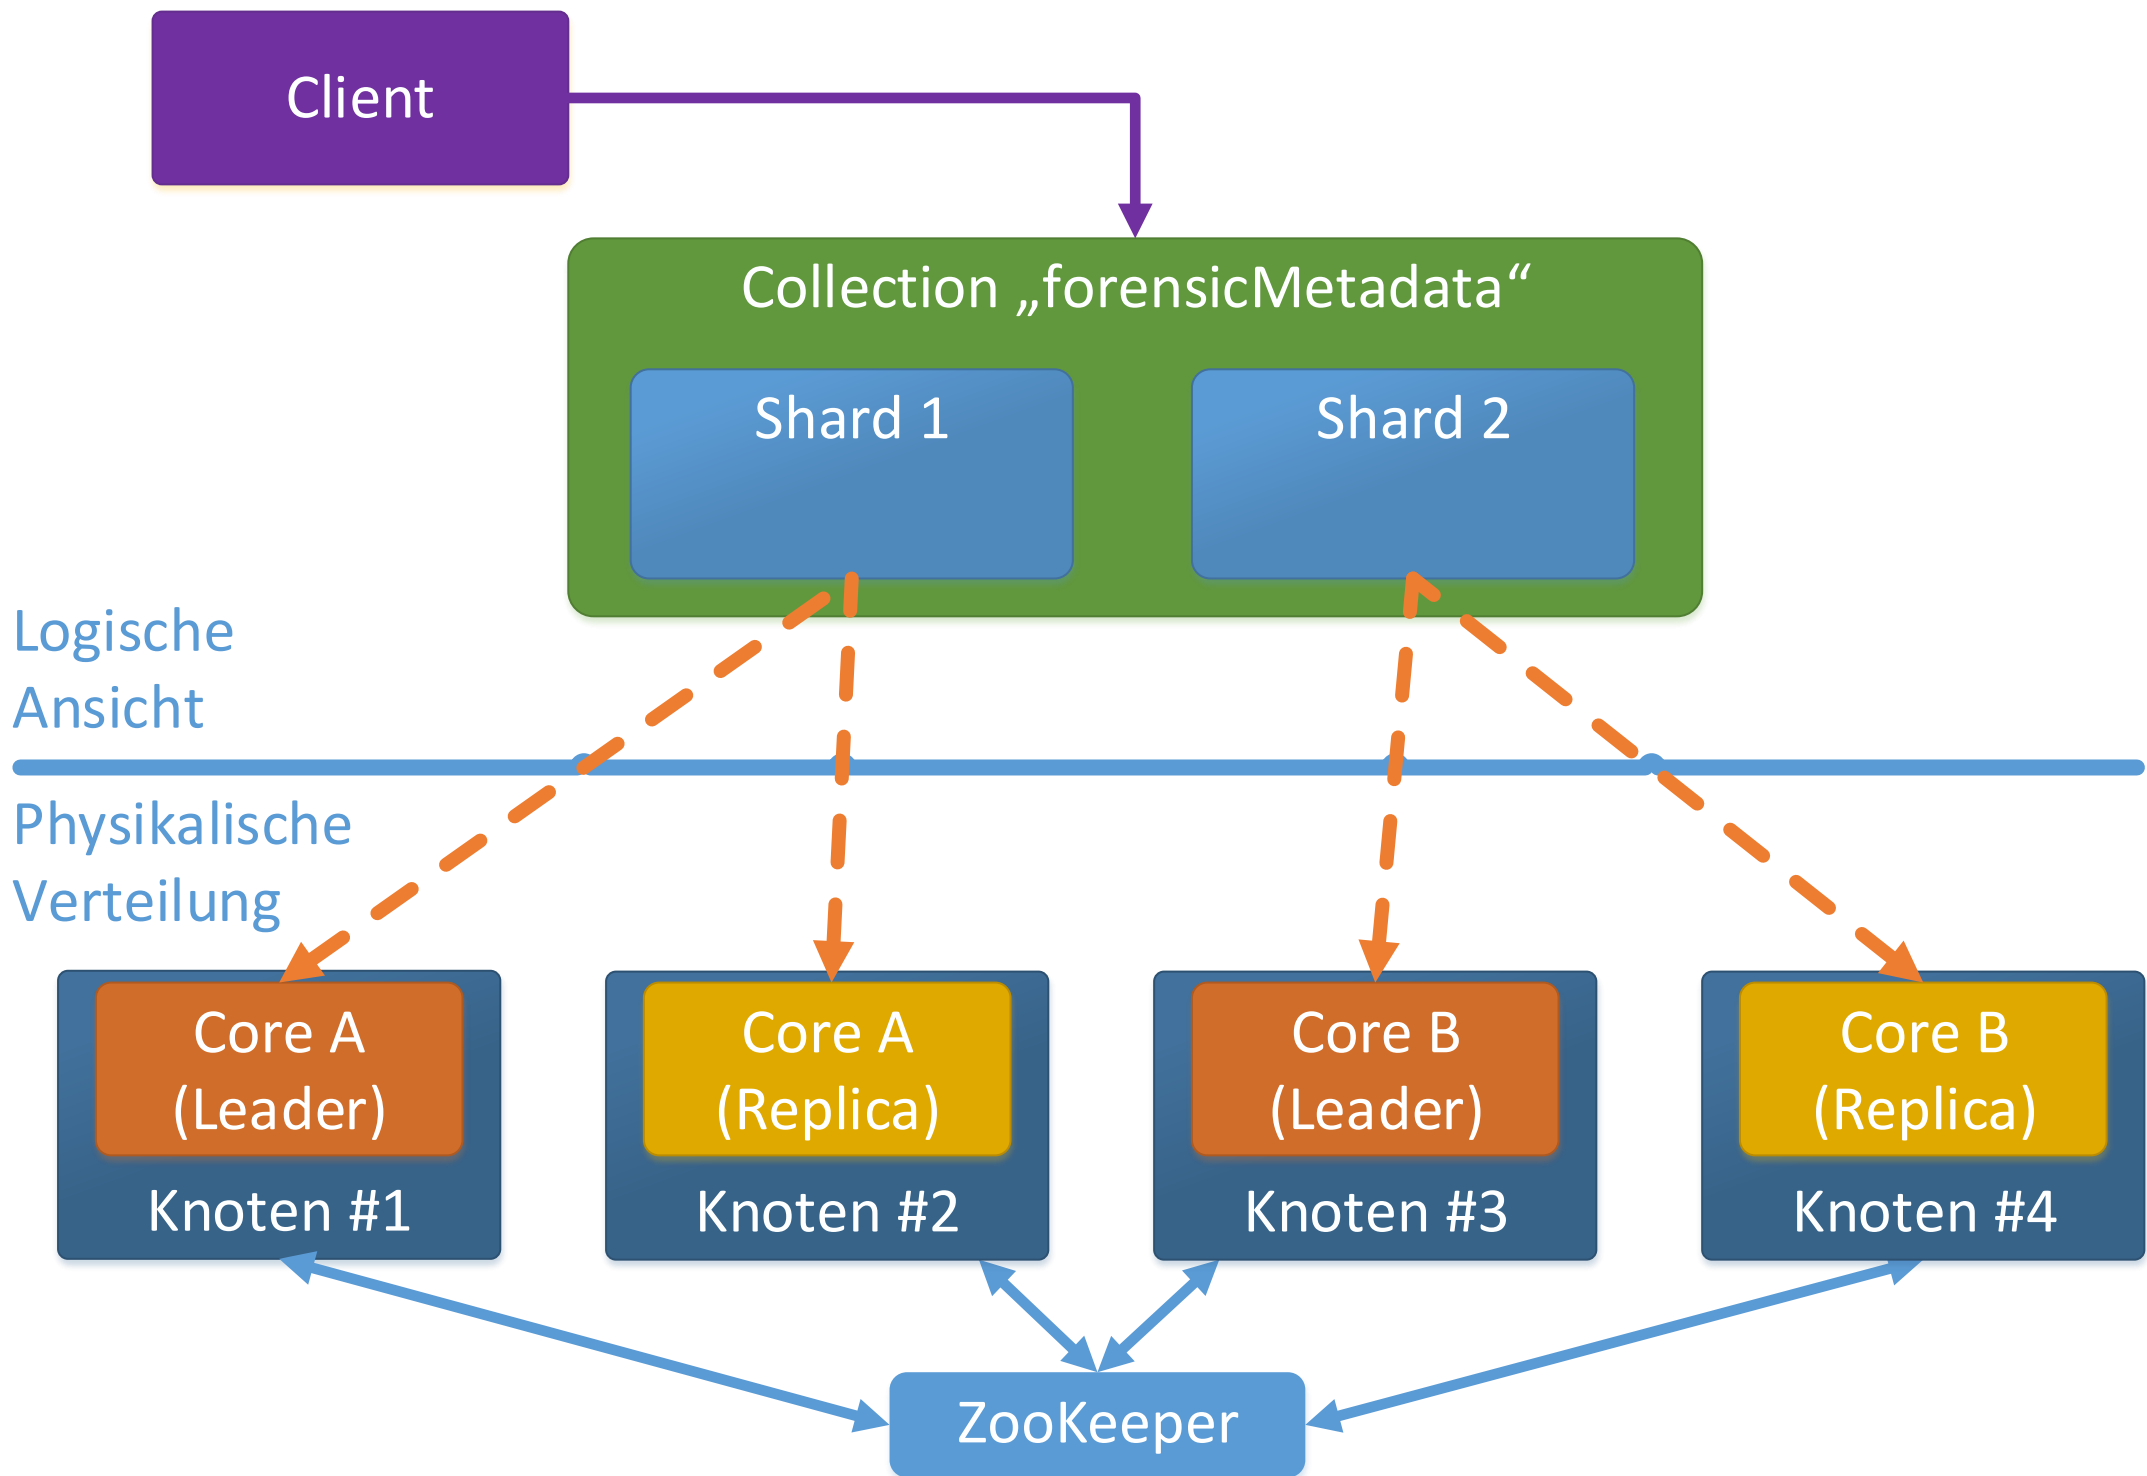 Client
Collection „forensicMetadata“
Shard 1
Shard 2
Logische
Ansicht
Physikalische
Verteilung
Core A
(Leader)
Knoten #1
Core A
(Replica)
Knoten #2
Core B
(Leader)
Knoten #3
Core B
(Replica)
Knoten #4
ZooKeeper